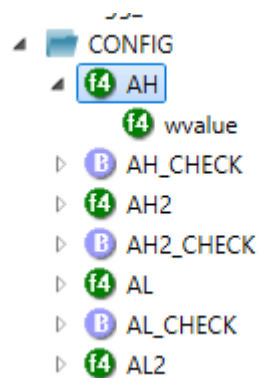 CONFIG
f4 AH
f4 wvalue
B AH_CHECK
f4 AH2
B AH2_CHECK
f4 AL
B AL_CHECK
f4 AL2